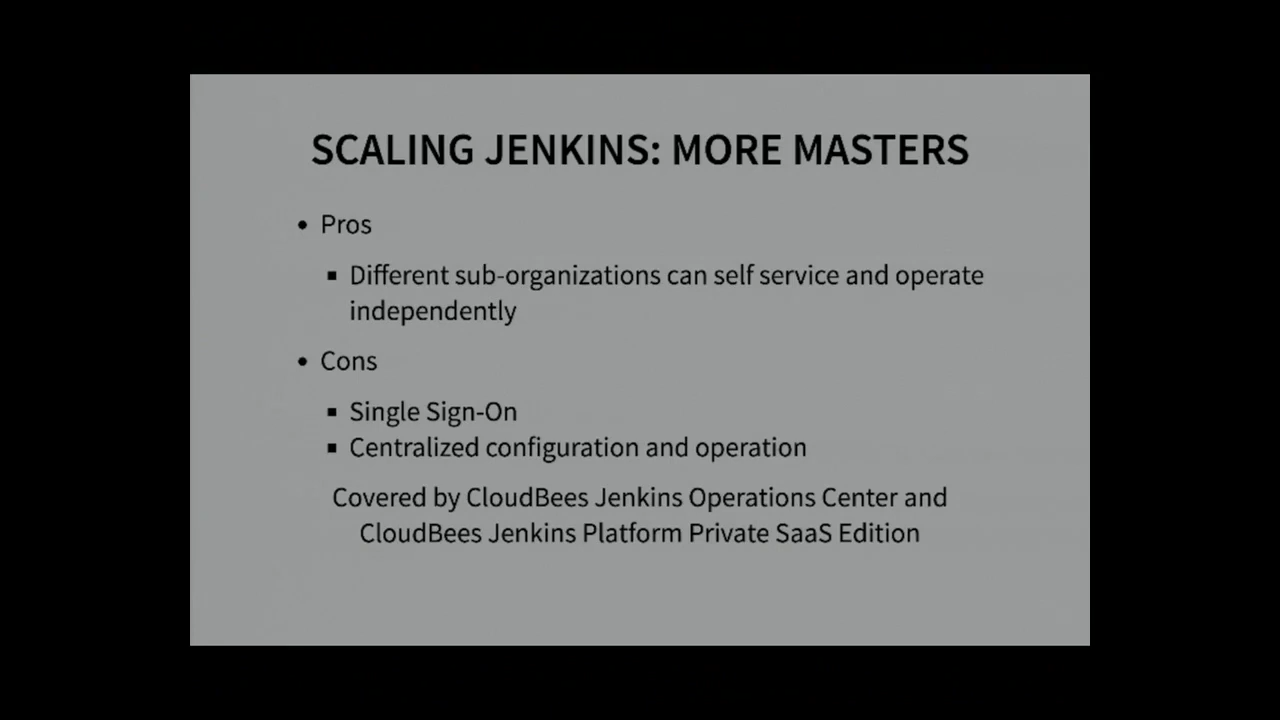 SCALING JENKINS: MORE MASTERS
• Pros
▪ Different sub-organizations can self service and operate
independently
• Cons
▪ Single Sign-On
▪ Centralized configuration and operation
Covered by CloudBees Jenkins Operations Center and
CloudBees Jenkins Platform Private SaaS Edition